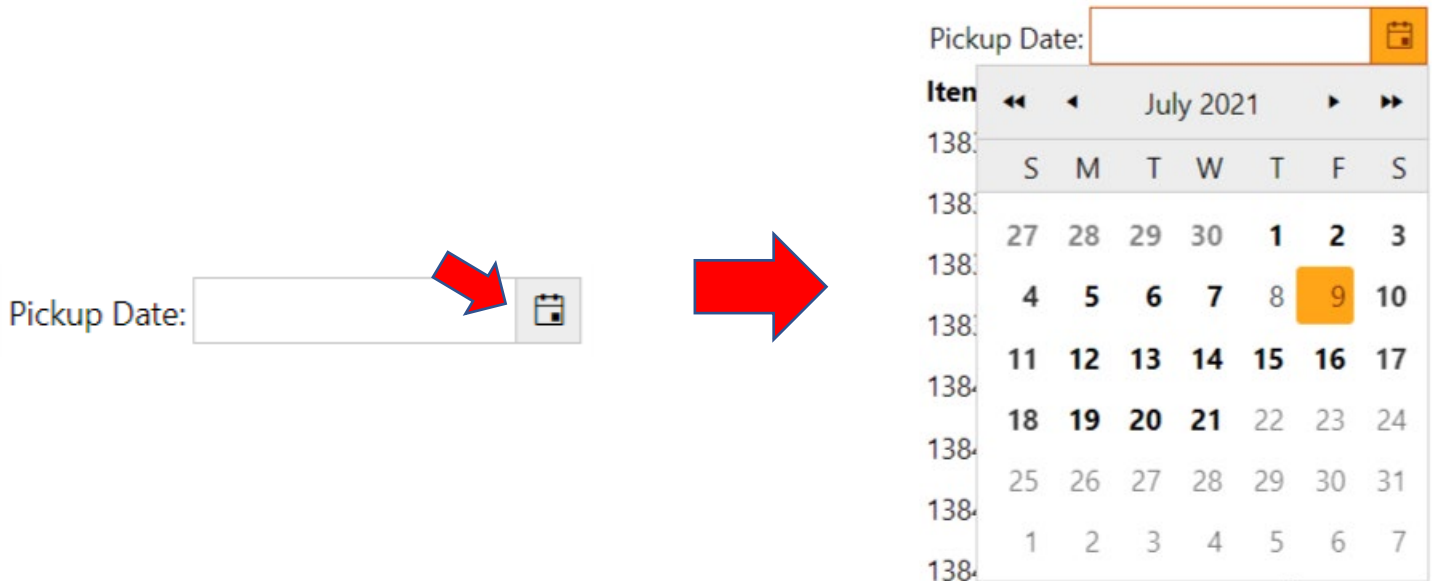 Pickup Date:
Pickup Date:
July 2021
S M T W T F S
27 28 29 30 1 2 3
4 5 6 7 8 9 10
11 12 13 14 15 16 17
18 19 20 21 22 23 24
25 26 27 28 29 30 31
1 2 3 4 5 6 7